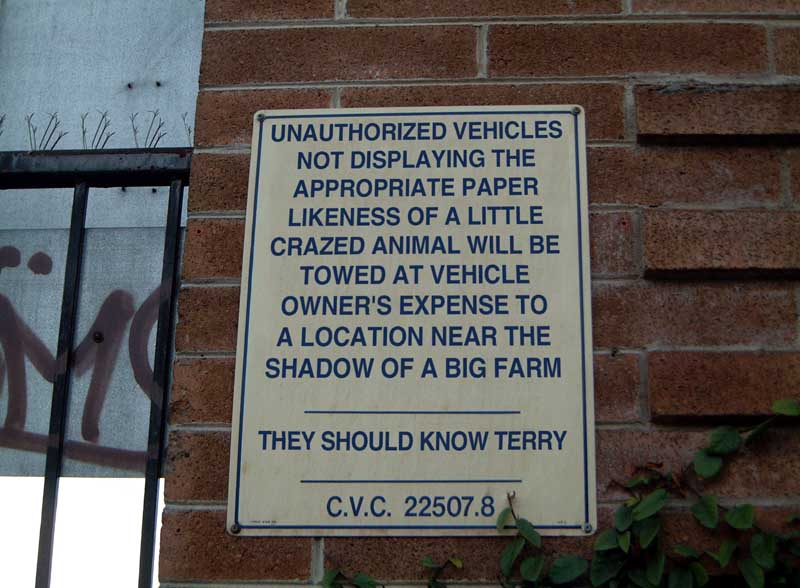 UNAUTHORIZED VEHICLES
NOT DISPLAYING THE
APPROPRIATE PAPER
LIKENESS OF A LITTLE
CRAZED ANIMAL WILL BE
TOWED AT VEHICLE
OWNER'S EXPENSE TO
A LOCATION NEAR THE
SHADOW OF A BIG FARM
THEY SHOULD KNOW TERRY
C.V.C. 22507.8